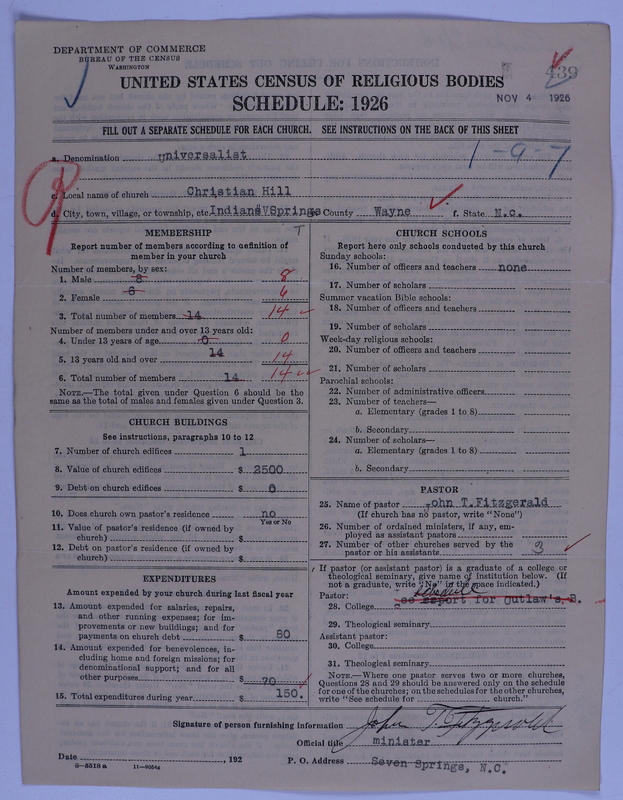 DEPARTMENT OF COMMERCE
BUREAU OF THE CENSUS
WASHINGTON
439
UNITED STATES CENSUS OF RELIGIOUS BODIES
SCHEDULE: 1926
NOV 4 1926
FILL OUT A SEPARATE SCHEDULE FOR EACH CHURCH. SEE INSTRUCTIONS ON THE BACK OF THIS SHEET
a. Denomination universalist
1-9-7
c. Local name of church Christian Hill
d. City, town, village, or township, etc. Indian Springs County Wayne f. State N.C.
MEMBERSHIP
T
Report number of members according to definition of
member in your church
Number of members, by sex:
1. Male 8 8
2. Female 6 6
3. Total number of members 14 14
Number of members under and over 13 years old:
4. Under 13 years of age 0 0
5. 13 years old and over 14 14
6. Total number of members 14 14
NOTE.—The total given under Question 6 should be
same as the total of males and females given under Question 3.
CHURCH BUILDINGS
See instructions, paragraphs 10 to 12
7. Number of church edifices 1
8. Value of church edifices $ 2500
9. Debt on church edifices $ 0
10. Does church own pastor's residence no
Yes or No
11. Value of pastor's residence (if owned by
church) $
12. Debt on pastor's residence (if owned by
church) $
EXPENDITURES
Amount expended by your church during last fiscal year
13. Amount expended for salaries, repairs,
and other running expenses; for im-
provements or new buildings; and for
payments on church debt $ 80
14. Amount expended for benevolences, in-
cluding home and foreign missions; for
denominational support; and for all
other purposes $ 70
15. Total expenditures during year $ 150.
CHURCH SCHOOLS
Report here only schools conducted by this church
Sunday schools:
16. Number of officers and teachers none
17. Number of scholars
Summer vacation Bible schools:
18. Number of officers and teachers
19. Number of scholars
Week-day religious schools:
20. Number of officers and teachers
21. Number of scholars
Parochial schools:
22. Number of administrative officers
23. Number of teachers—
a. Elementary (grades 1 to 8)
b. Secondary
24. Number of scholars—
a. Elementary (grades 1 to 8)
b. Secondary
PASTOR
25. Name of pastor John T.Fitzgerald
(If church has no pastor, write "None")
26. Number of ordained ministers, if any, em-
ployed as assistant pastors
27. Number of other churches served by the
pastor or his assistants 3
If pastor (or assistant pastor) is a graduate of a college or
theological seminary, give name of institution below. (If
not a graduate, write "No" in the space indicated.)
Pastor: schedule
28. College see report for Outlaw's, B.
29. Theological seminary
Assistant pastor:
30. College
31. Theological seminary
NOTE.—Where one pastor serves two or more churches,
Questions 28 and 29 should be answered only on the schedule
for one of the churches; on the schedules for the other churches,
write "See schedule for church."
Signature of person furnishing information John T. Fitzgerald
Official title minister
Date , 192
P. O. Address Seven Springs, N.C.
8-5518 a 11-9054a